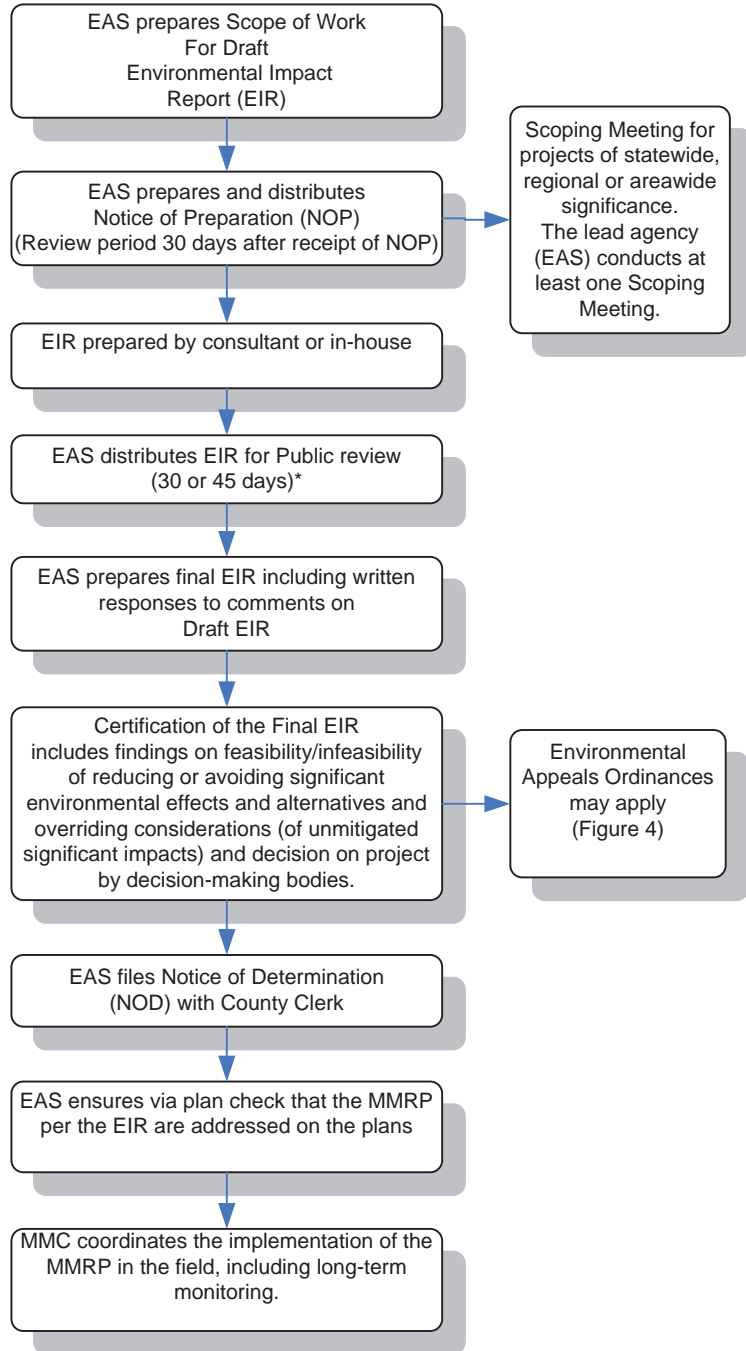 EAS prepares Scope of Work
For Draft
Environmental Impact
Report (EIR)
EAS prepares and distributes
Notice of Preparation (NOP)
(Review period 30 days after receipt of NOP)
Scoping Meeting for
projects of statewide,
regional or areawide
significance.
The lead agency
(EAS) conducts at
least one Scoping
Meeting.
EIR prepared by consultant or in-house
EAS distributes EIR for Public review
(30 or 45 days)*
EAS prepares final EIR including written
responses to comments on
Draft EIR
Certification of the Final EIR
includes findings on feasibility/infeasibility
of reducing or avoiding significant
environmental effects and alternatives and
overriding considerations (of unmitigated
significant impacts) and decision on project
by decision-making bodies.
Environmental
Appeals Ordinances
may apply
(Figure 4)
EAS files Notice of Determination
(NOD) with County Clerk
EAS ensures via plan check that the MMRP
per the EIR are addressed on the plans
MMC coordinates the implementation of the
MMRP in the field, including long-term
monitoring.